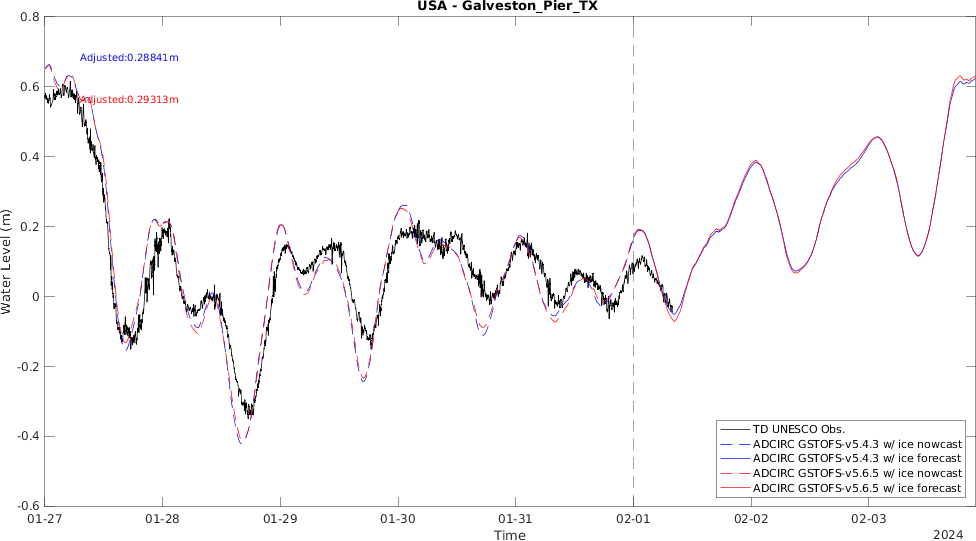 USA - Galveston_Pier_TX
0.8
Adjusted:0.28841m
0.6
Adjusted:0.29313m
0.4
0.2
0
-0.2
-0.4
-0.6
Water Level (m)
TD UNESCO Obs.
ADCIRC GSTOFS-v5.4.3 w/ ice nowcast
ADCIRC GSTOFS-v5.4.3 w/ ice forecast
ADCIRC GSTOFS-v5.6.5 w/ ice nowcast
ADCIRC GSTOFS-v5.6.5 w/ ice forecast
01-27 01-28 01-29 01-30 01-31 02-01 02-02 02-03
Time
2024